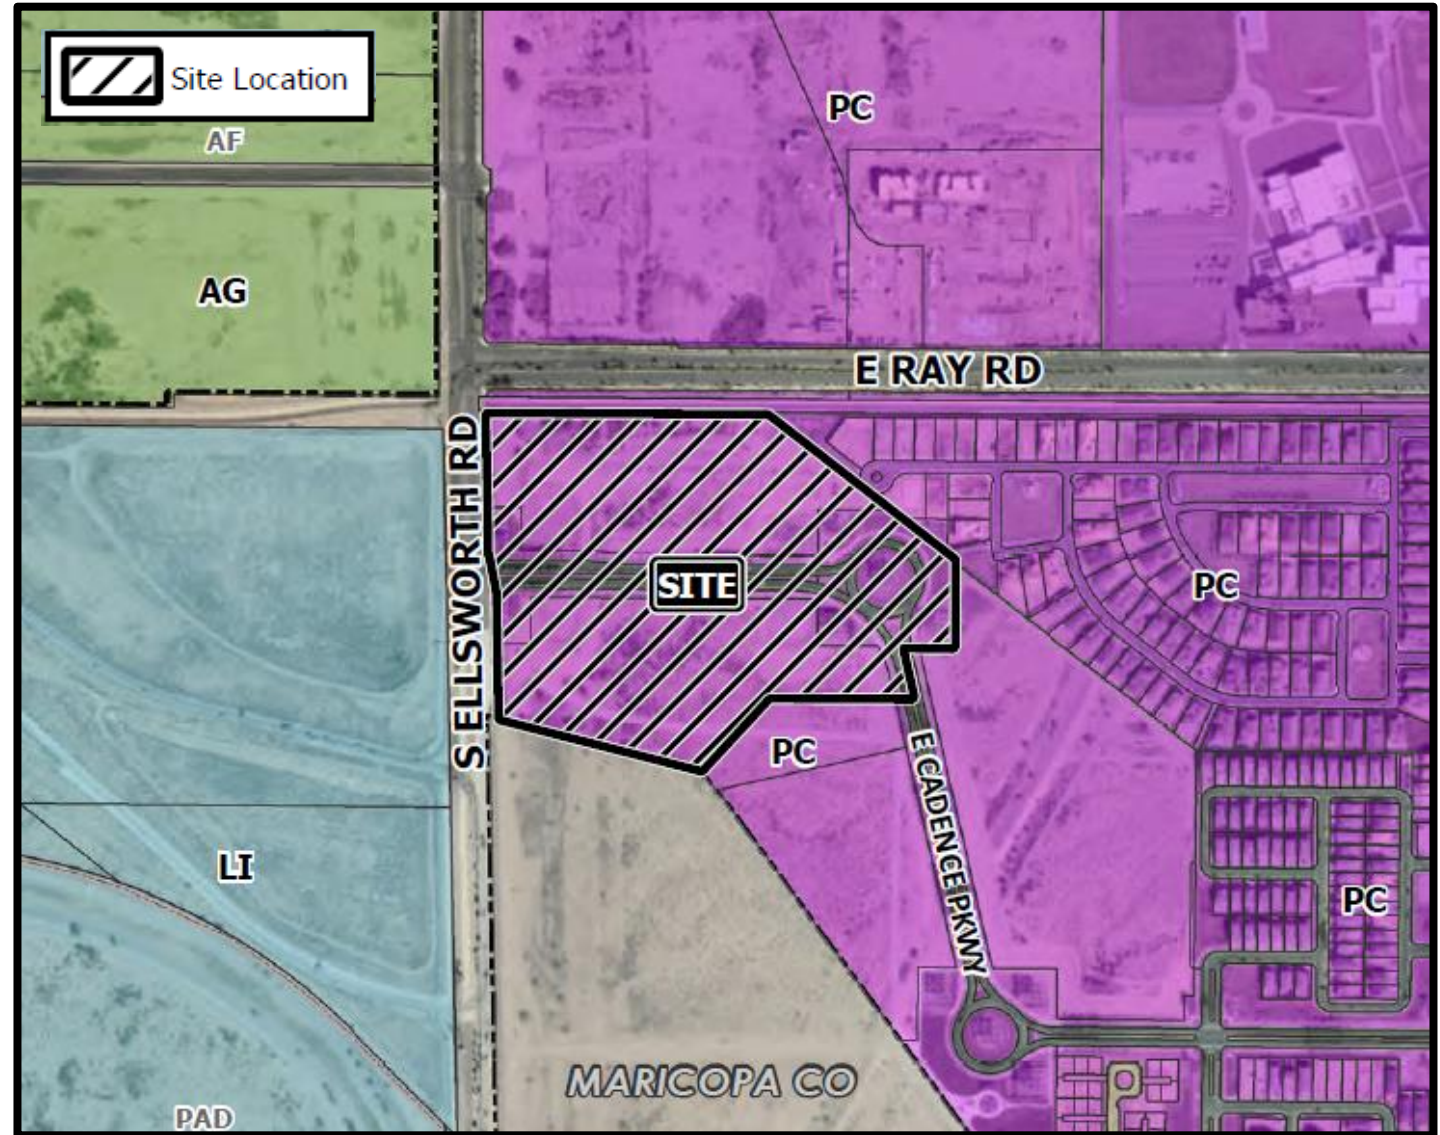 Site Location
AF
PC
AG
E RAY RD
S ELLSWORTH RD
SITE
PC
PC
E CADENCE PKWY
LI
PC
MARICOPA CO
PAD